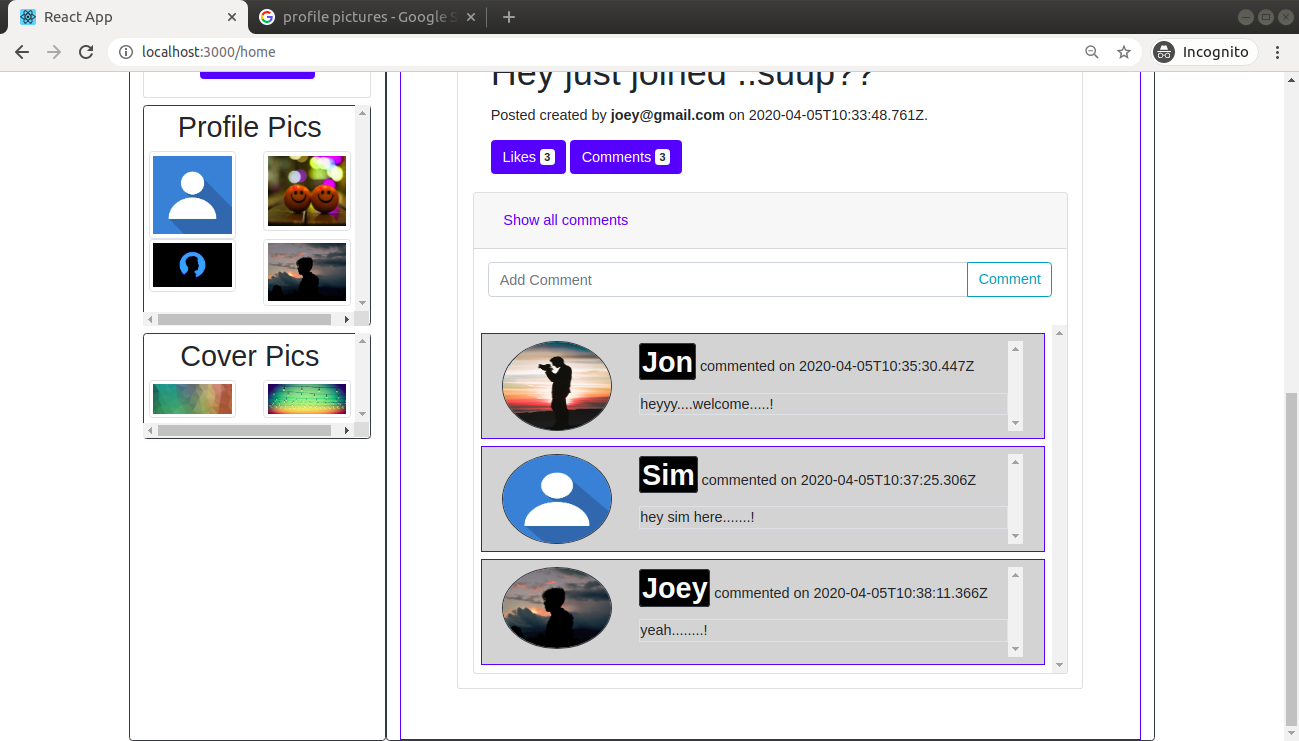 React App
profile pictures - Google S
localhost:3000/home
Incognito
Hey just joined ..suup??
Posted created by joey@gmail.com on 2020-04-05T10:33:48.761Z.
Likes 3 Comments 3
Profile Pics
Cover Pics
Show all comments
Add Comment
Comment
Jon commented on 2020-04-05T10:35:30.447Z
heyyy....welcome.....!
Sim commented on 2020-04-05T10:37:25.306Z
hey sim here.......!
Joey commented on 2020-04-05T10:38:11.366Z
yeah........!